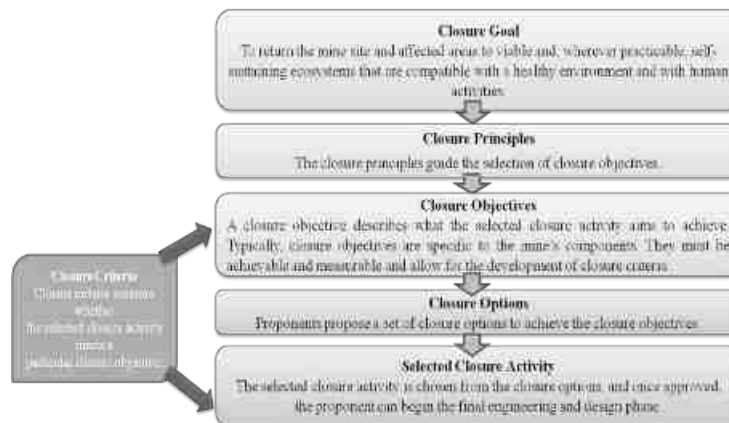 Closure Goal
To return the mine site and affected areas to viable and, wherever practicable, self-
sustaining ecosystems that are compatible with a healthy environment and with human
activities.
Closure Principles
The closure principles guide the selection of closure objectives.
Closure Objectives
A closure objective describes what the selected closure activity aims to achieve.
Typically, closure objectives are specific to the mine's components. They must be
achievable and measurable and allow for the development of closure criteria.
Closure Criteria
Closure criteria measure
whether
the selected closure activity
meets a
particular closure objective.
Closure Options
Proponents propose a set of closure options to achieve the closure objectives.
Selected Closure Activity
The selected closure activity is chosen from the closure options, and once approved,
the proponent can begin the final engineering and design phase.